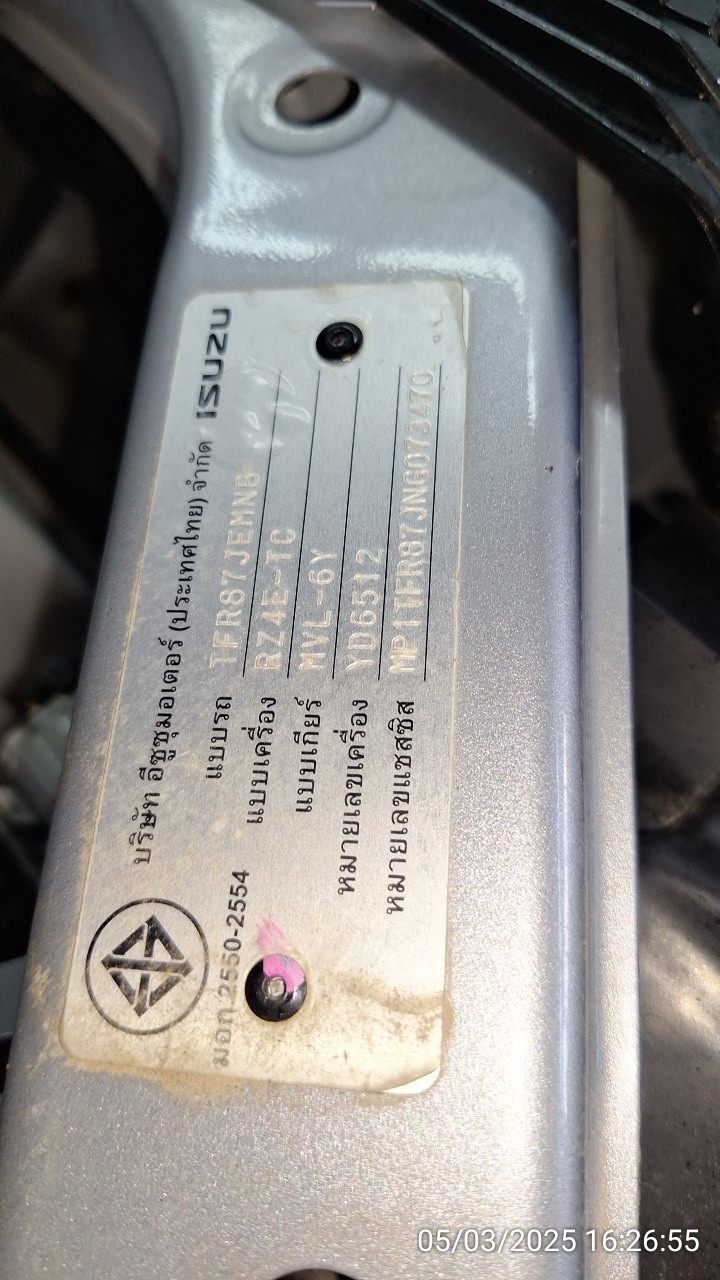 บริษัท อีซูซุมอเตอร์ (ประเทศไทย) จำกัด ISUZU
แบบรถ TFR87JEMNB
แบบเครื่อง RZ4E-TC
แบบเกียร์ MVL-6Y
หมายเลขเครื่อง YD6512
หมายเลขแชสซิส MP1TFR87JNG073470
มอก.2550-2554
05/03/2025 16:26:55